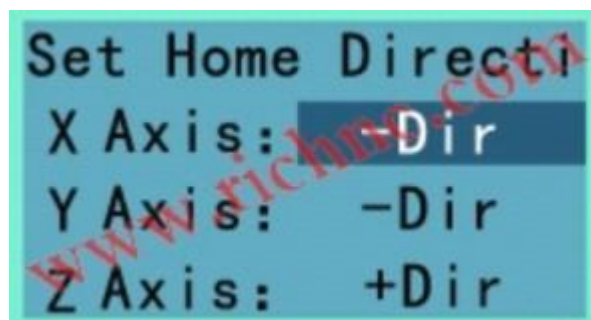 Set Home Directi
X Axis: -Dir
Y Axis: -Dir
Z Axis: +Dir
www.richnc.com